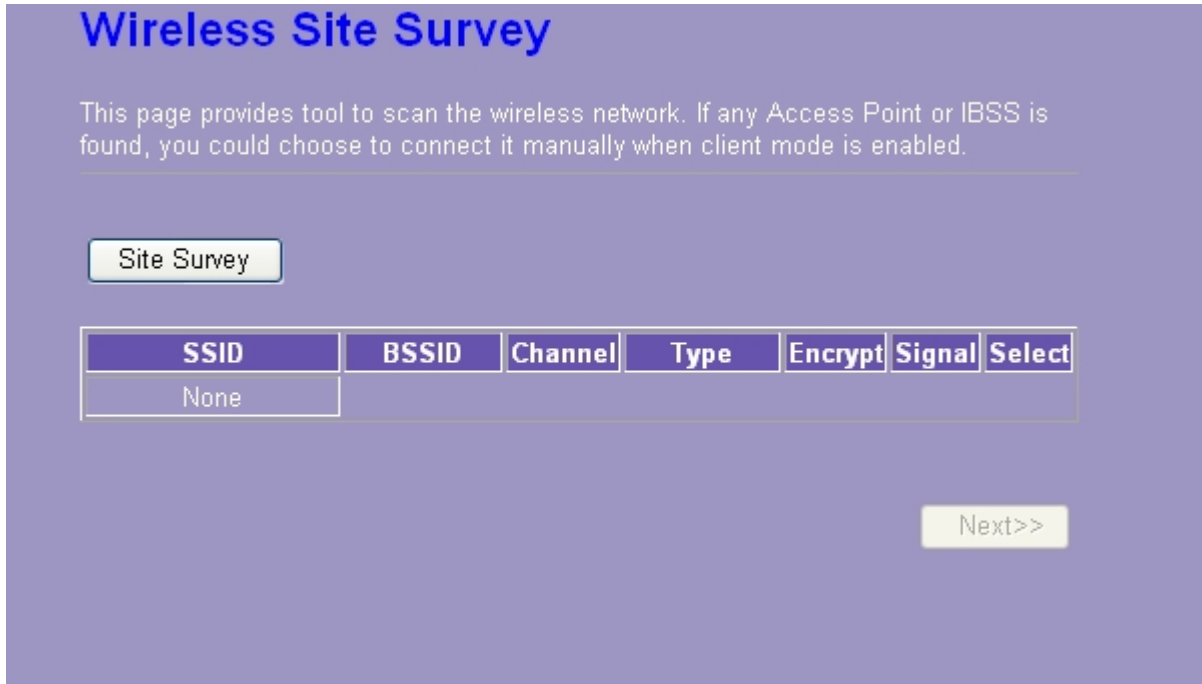 Wireless Site Survey
This page provides tool to scan the wireless network. If any Access Point or IBSS is
found, you could choose to connect it manually when client mode is enabled.
Site Survey
SSID BSSID Channel Type Encrypt Signal Select
None
Next>>